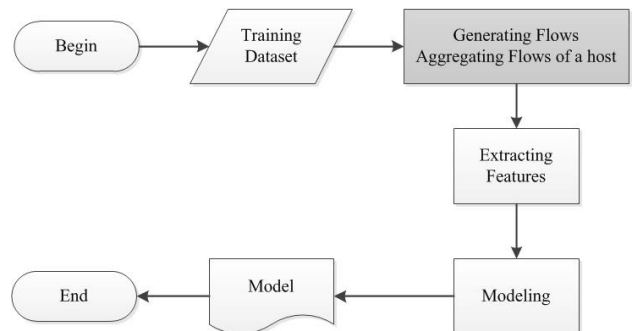 Begin
Training
Dataset
Generating Flows
Aggregating Flows of a host
Extracting
Features
Modeling
Model
End